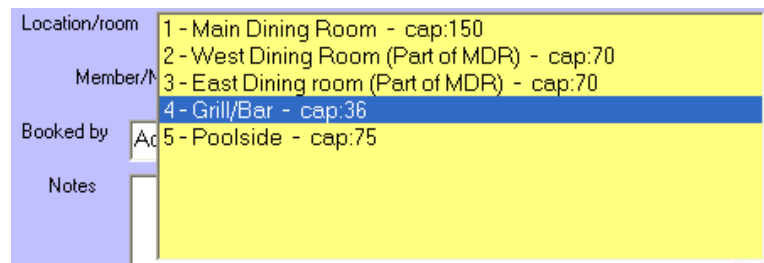 Location/room
1 - Main Dining Room - cap:150
2 - West Dining Room (Part of MDR) - cap:70
Member/
3 - East Dining room (Part of MDR) - cap:70
4 - Grill/Bar - cap:36
Booked by
5 - Poolside - cap:75
Notes